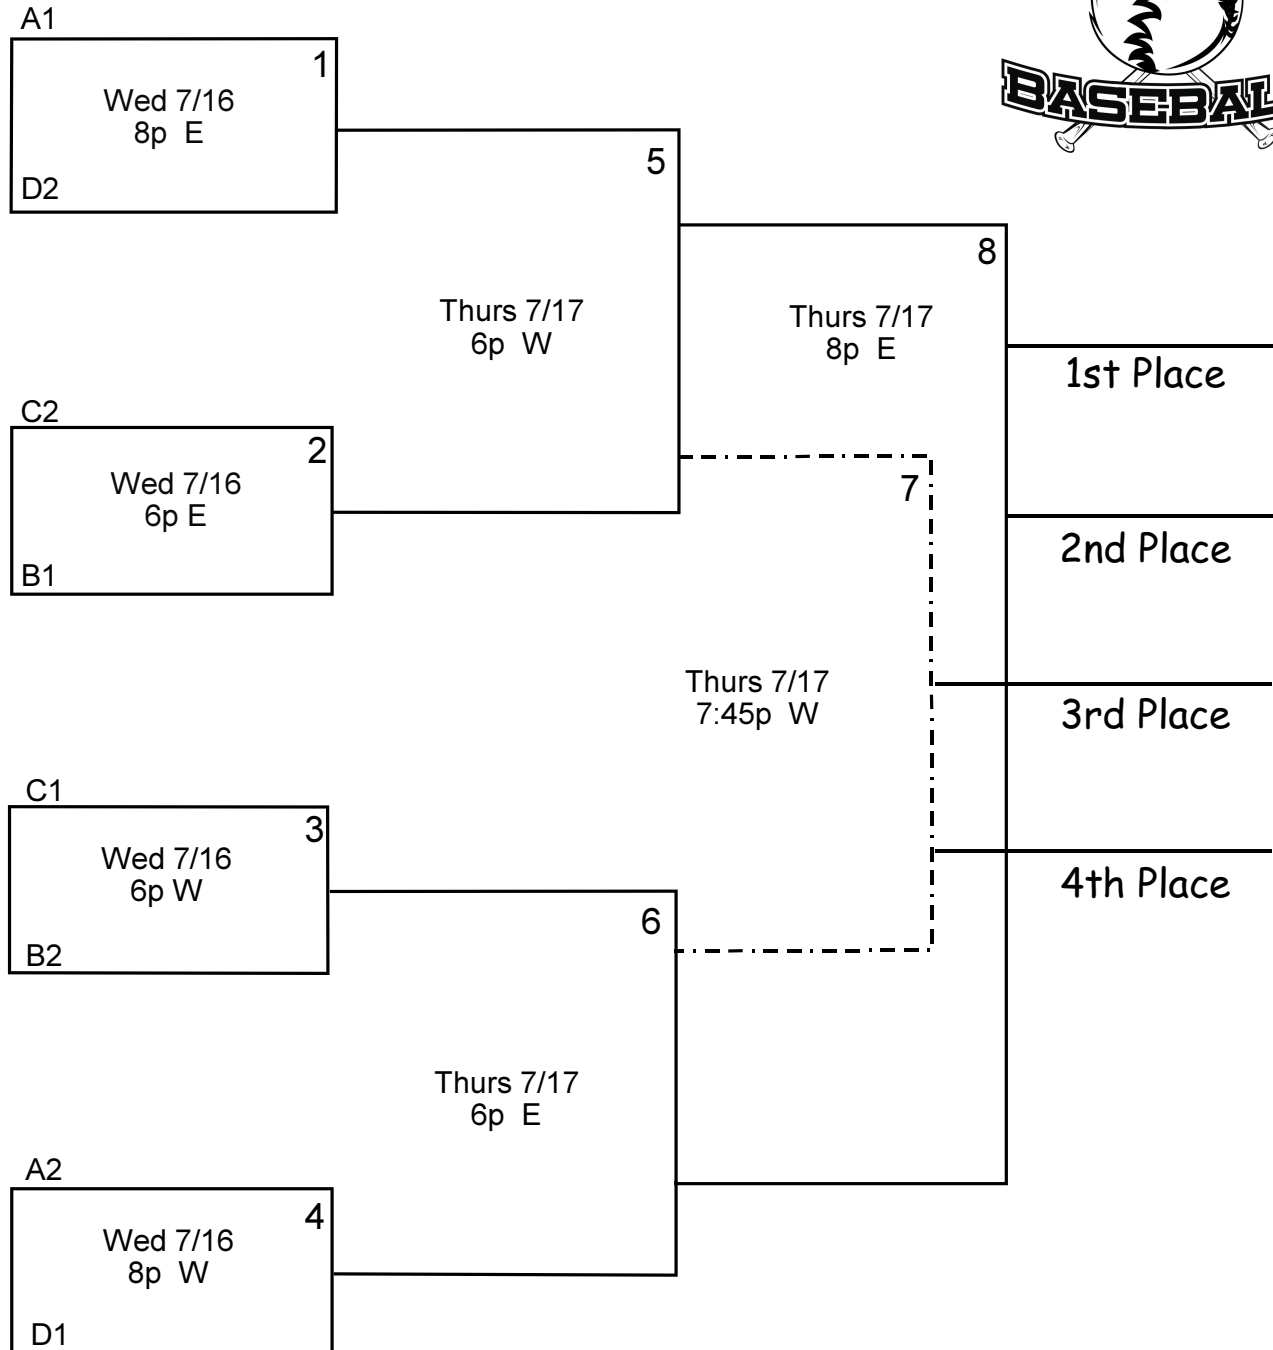 A1
1
Wed 7/16
8p E
D2
5
Thurs 7/17
6p W
C2
2
Wed 7/16
6p E
B1
BASEBAL
8
Thurs 7/17
8p E
1st Place
2nd Place
7
Thurs 7/17
7:45p W
3rd Place
4th Place
C1
3
Wed 7/16
6p W
B2
6
Thurs 7/17
6p E
A2
4
Wed 7/16
8p W
D1